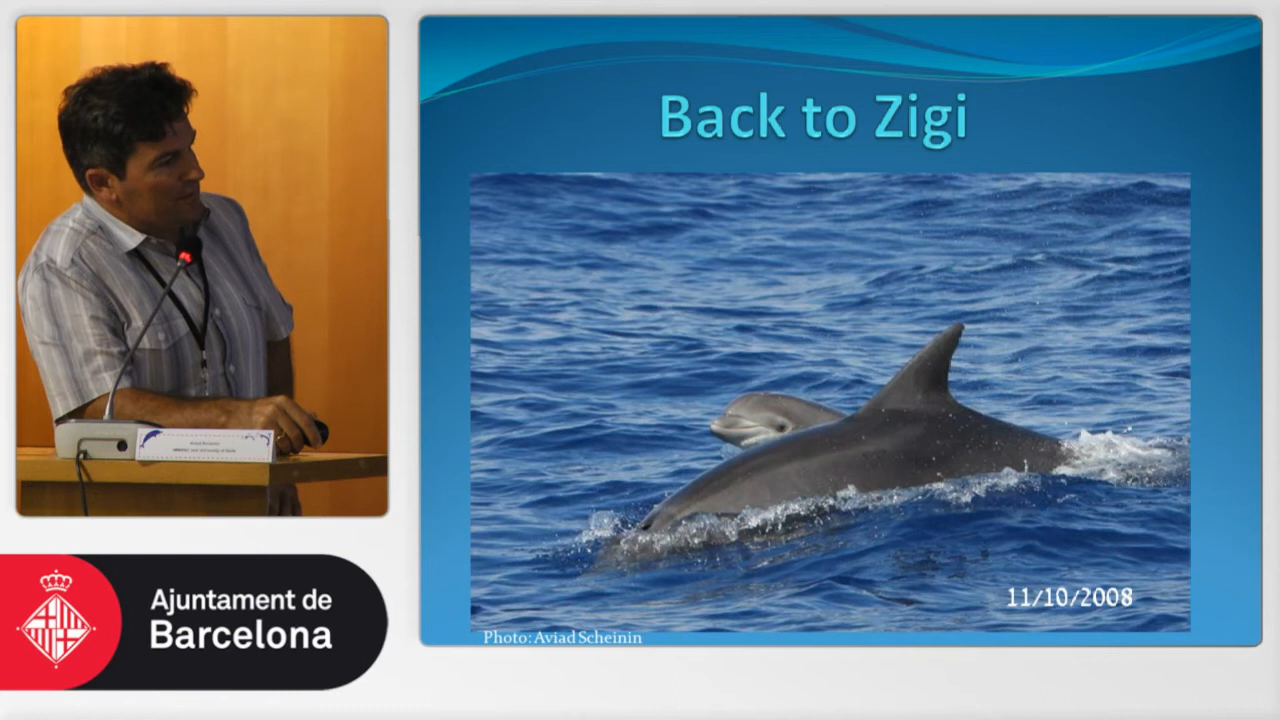 Back to Zigi
11/10/2008
Photo: Aviad Scheinin
Ajuntament de
Barcelona